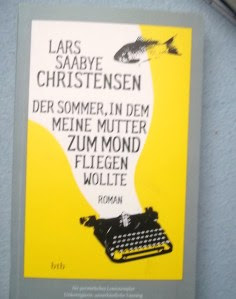 LARS
SAABYE
CHRISTENSEN
DER SOMMER, IN DEM
MEINE MUTTER
ZUM MOND
FLIEGEN
WOLLTE
ROMAN
btb